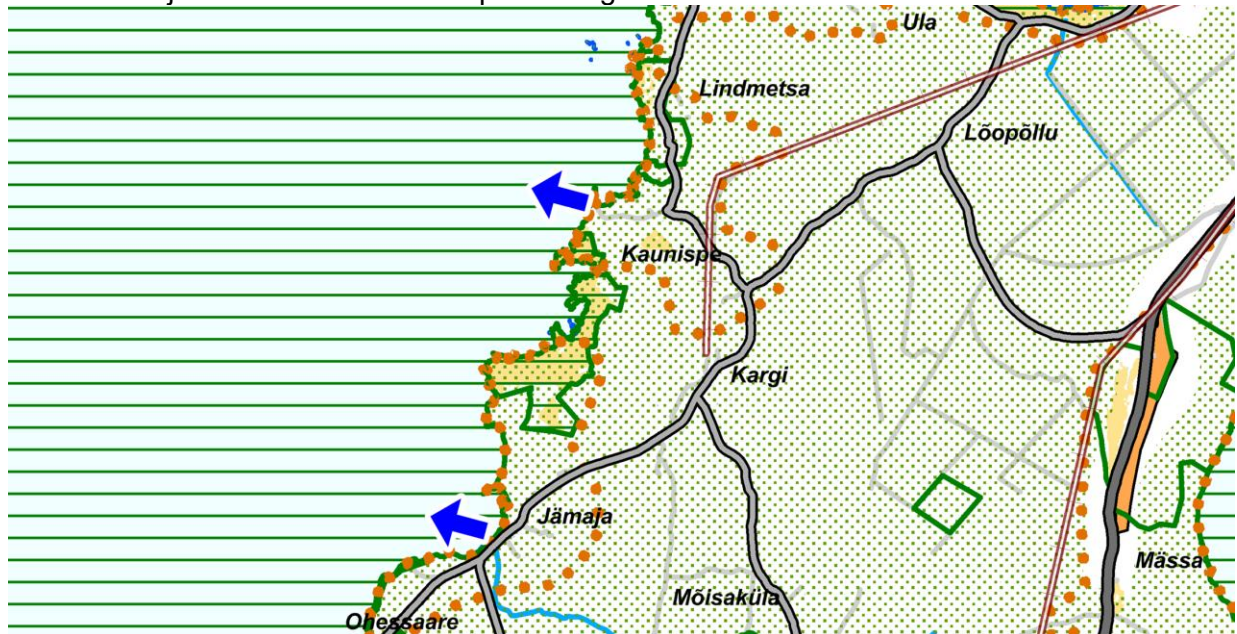 Ula
Lindmetsa
Lõopõllu
Kaunispe
Kargi
Jämaja
Mässa
Mõisaküla
Ohessaare